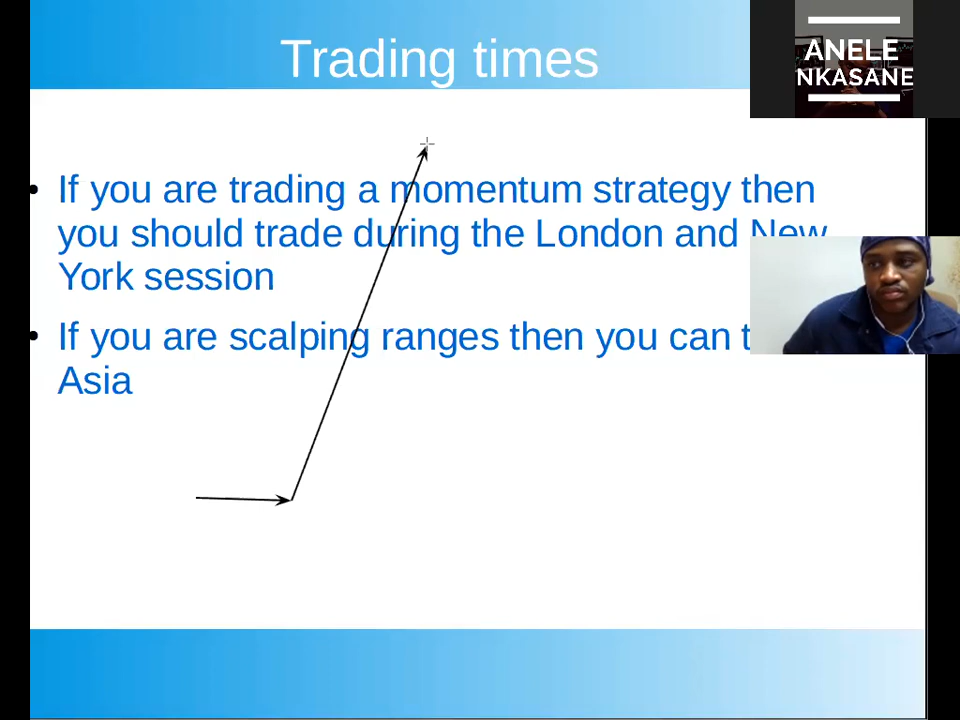 Trading times
ANELE
NKASANE
If you are trading a momentum strategy then
you should trade during the London and New
York session
If you are scalping ranges then you can
Asia